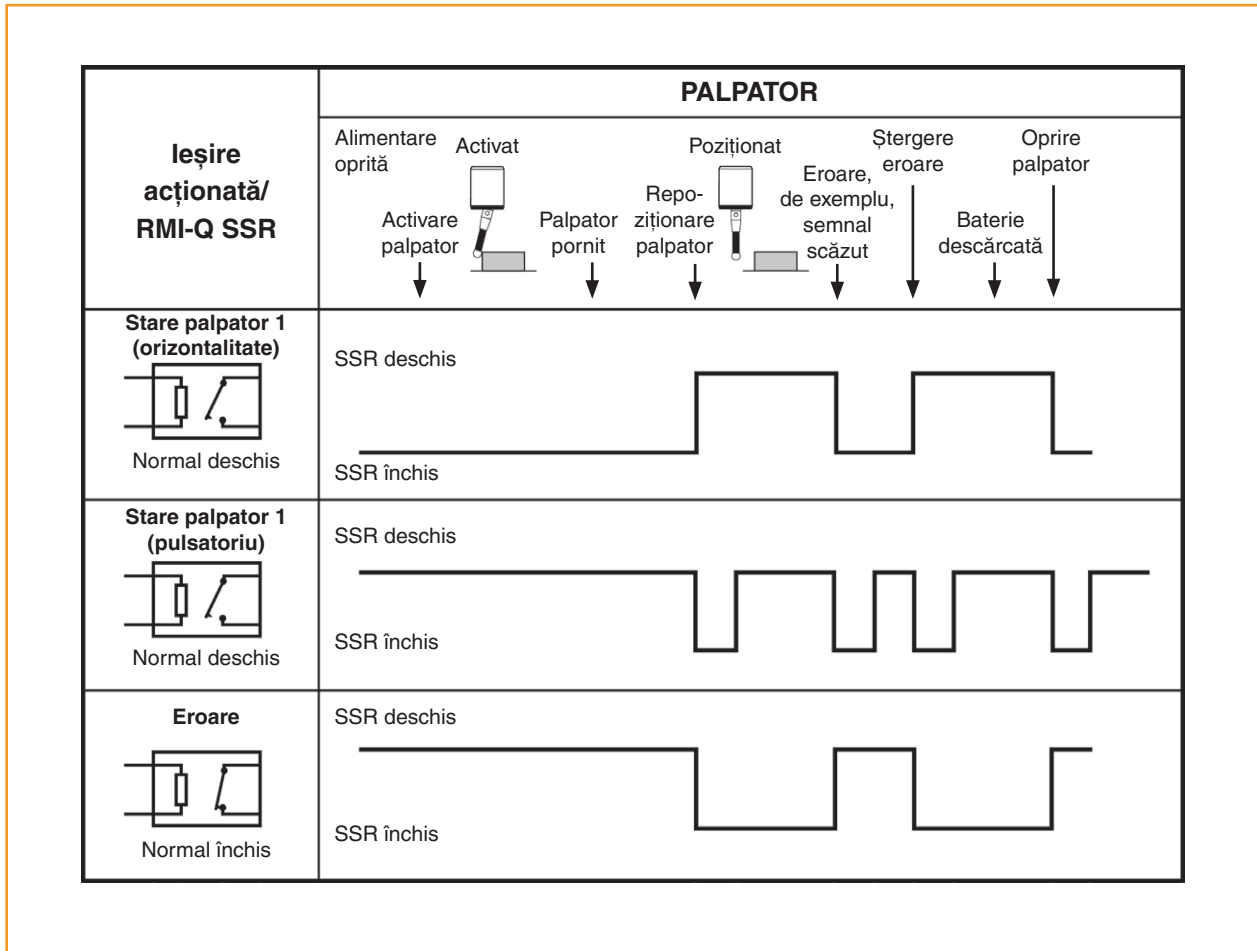 Ieșire
acționată/
RMI-Q SSR
PALPATOR
Alimentare
oprită
Activare
palpator
Activat
Palpator
pornit
Repo-
ziționare
palpator
Poziționat
Eroare,
de exemplu,
semnal
scăzut
Ștergere
eroare
Baterie
descărcată
Oprire
palpator
Stare palpator 1
(orizontalitate)
Normal deschis
SSR deschis
SSR închis
Stare palpator 1
(pulsatoriu)
Normal deschis
SSR deschis
SSR închis
Eroare
Normal închis
SSR deschis
SSR închis